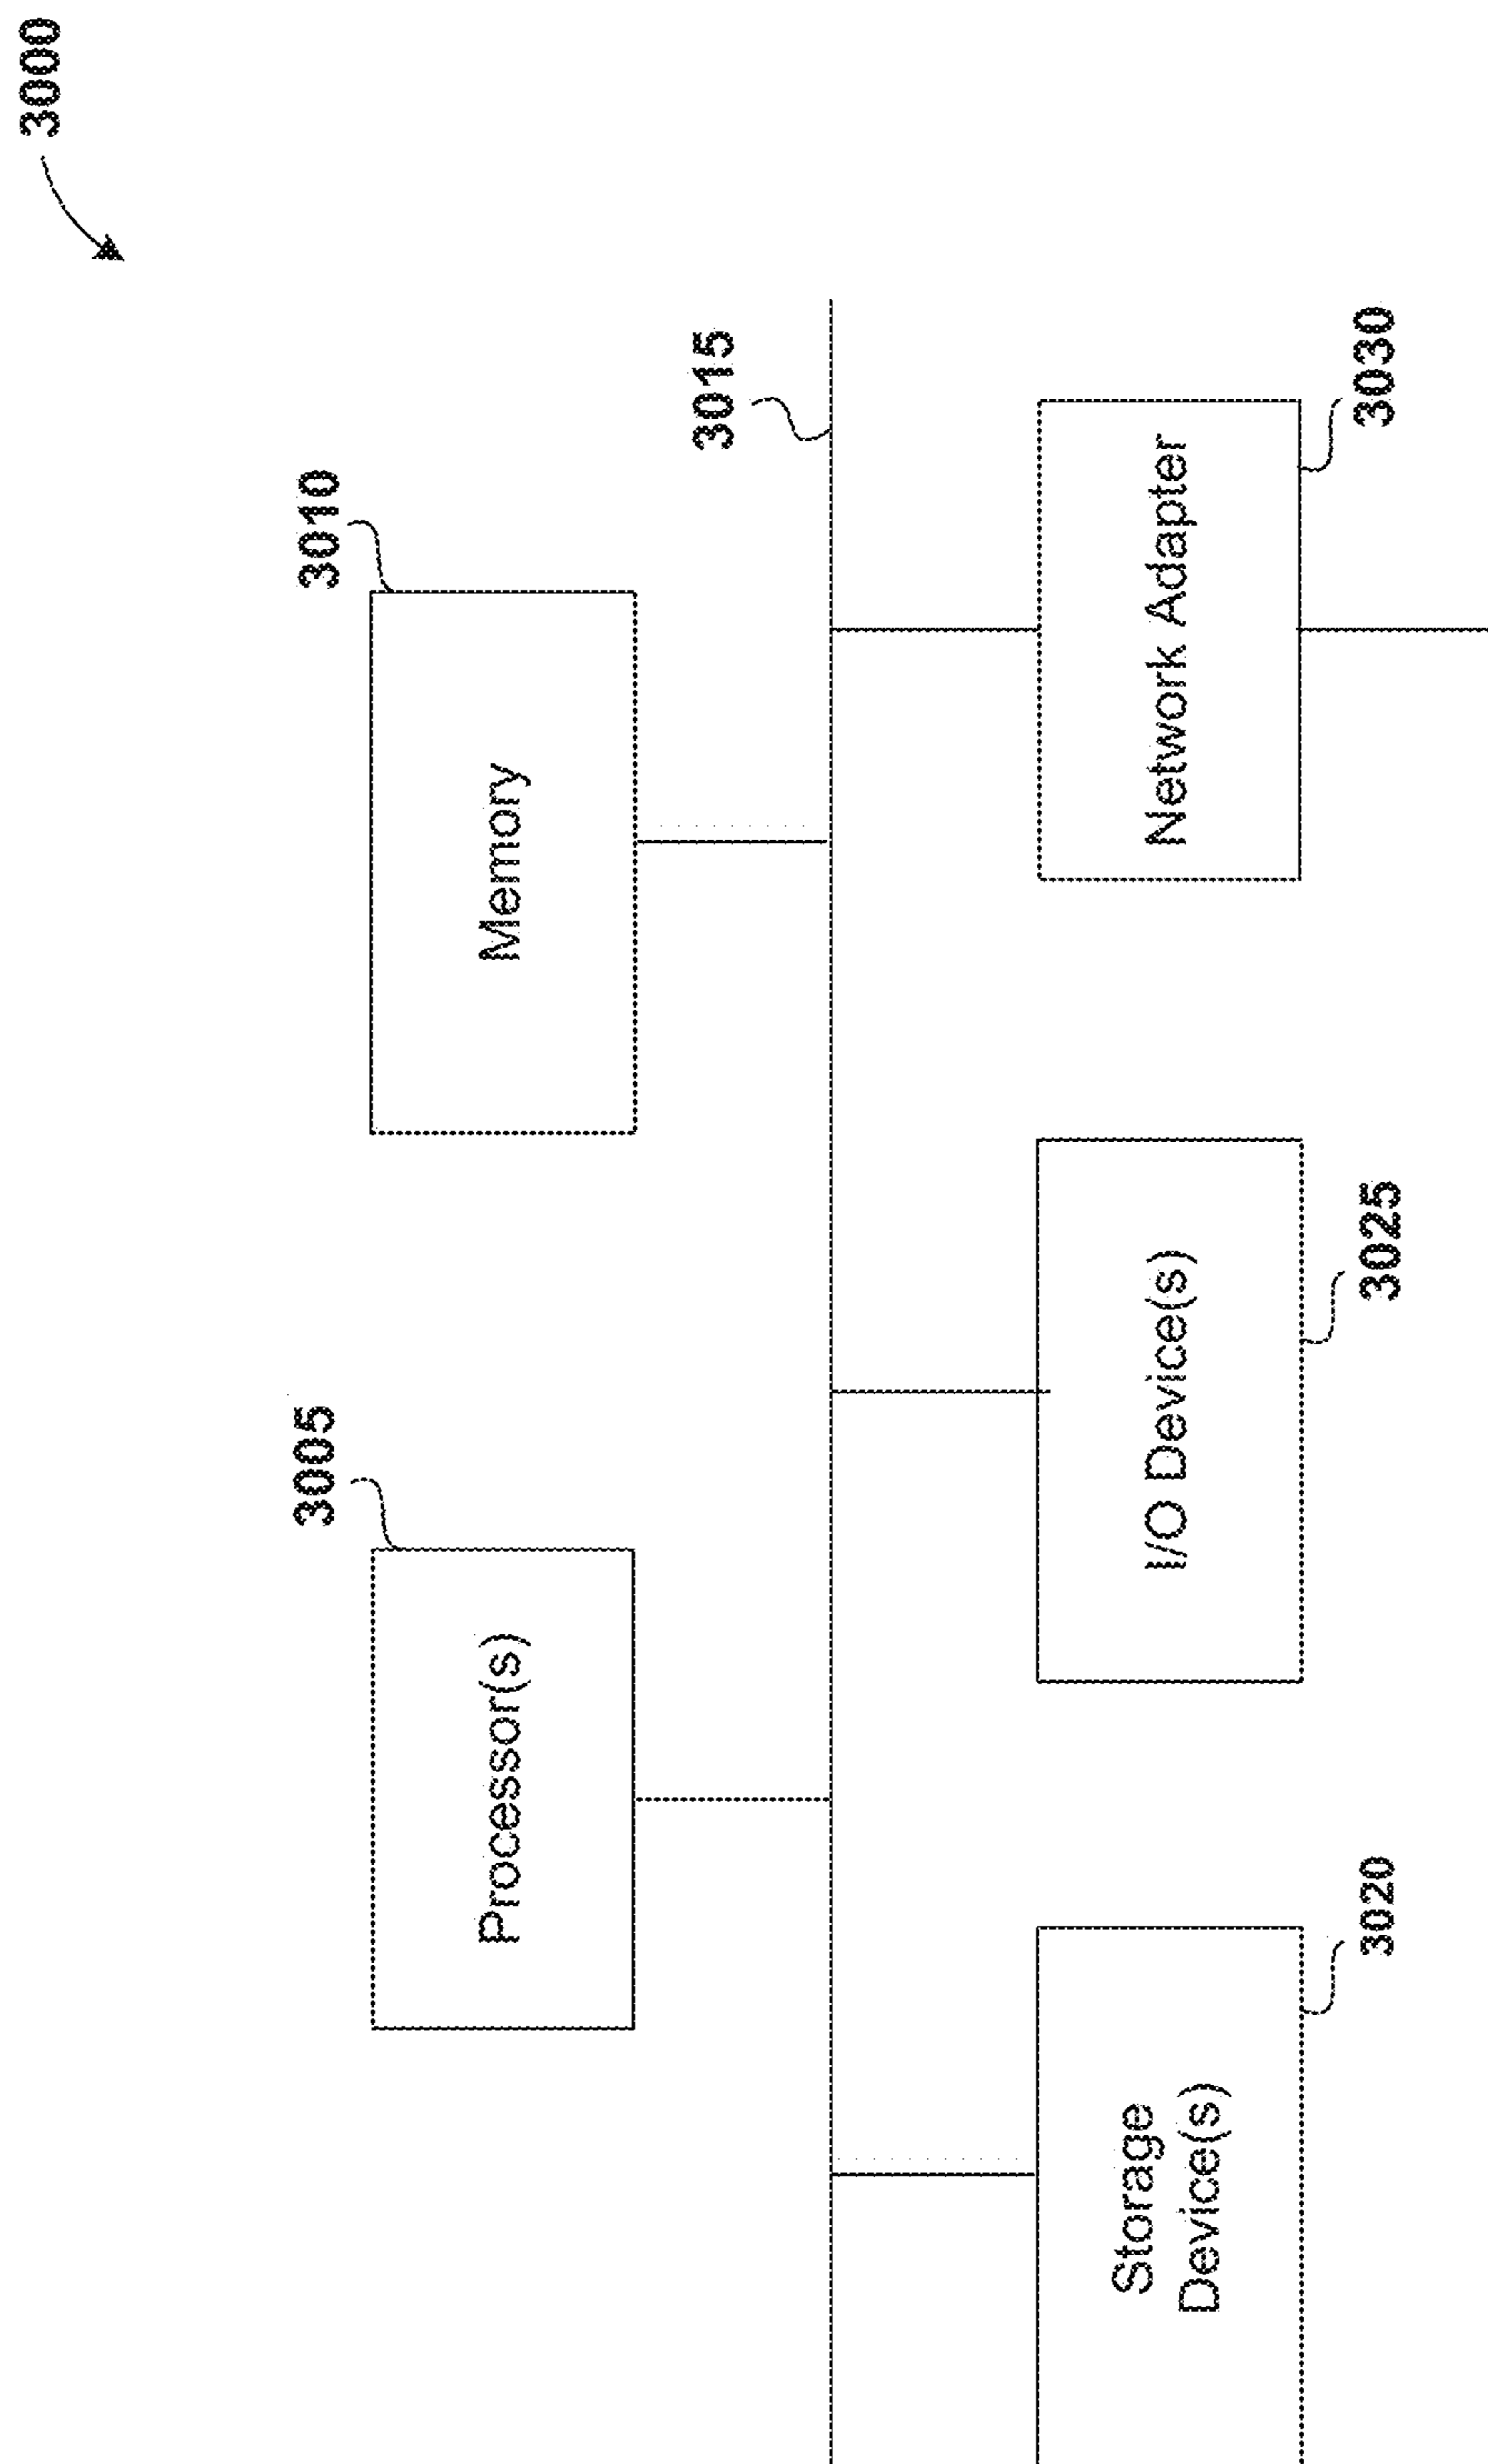 3000
3005
Processor(s)
3010
Memory
3015
Storage
Device(s)
3020
I/O Device(s)
3025
Network Adapter
3030